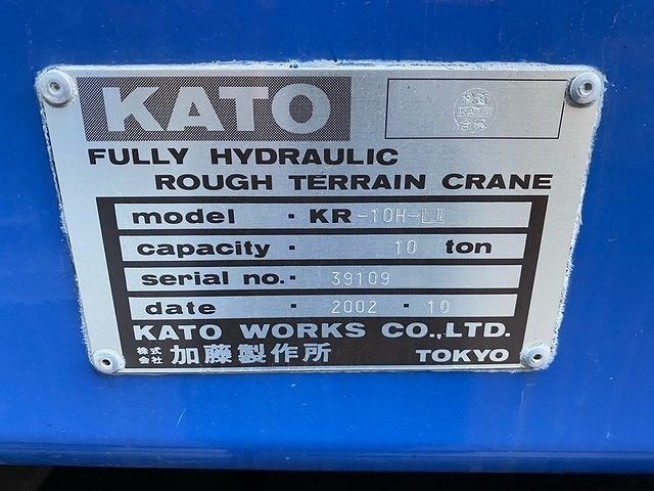 KATO
FULLY HYDRAULIC
ROUGH TERRAIN CRANE
model · KR-10H-LII
capacity · 10 ton
serial no. · 39109
date · 2002 · 10
KATO WORKS CO.,LTD.
株式会社 加藤製作所 TOKYO